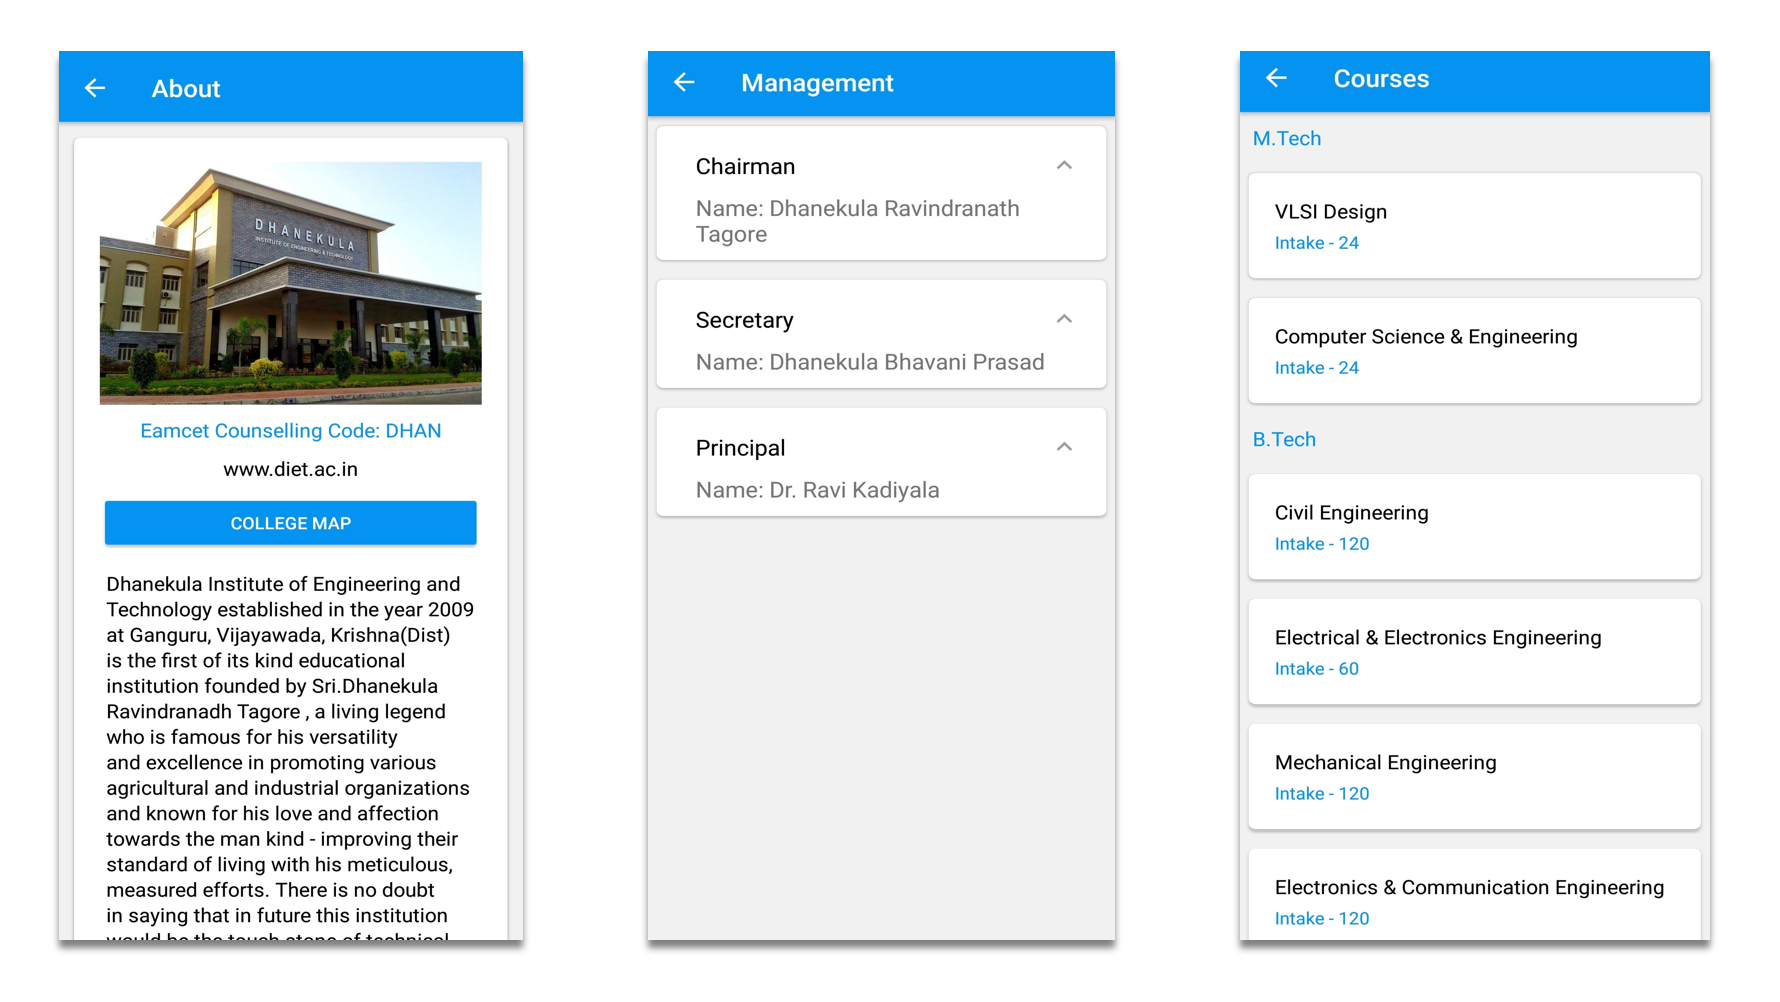 About
DHANEKULA
INSTITUTE OF ENGINEERING & TECHNOLOGY
Eamcet Counselling Code: DHAN
www.diet.ac.in
COLLEGE MAP
Dhanekula Institute of Engineering and
Technology established in the year 2009
at Ganguru, Vijayawada, Krishna(Dist)
is the first of its kind educational
institution founded by Sri.Dhanekula
Ravindranadh Tagore , a living legend
who is famous for his versatility
and excellence in promoting various
agricultural and industrial organizations
and known for his love and affection
towards the man kind - improving their
standard of living with his meticulous,
measured efforts. There is no doubt
in saying that in future this institution
would be the touch stone of technical
Management
Chairman
Name: Dhanekula Ravindranath
Tagore
Secretary
Name: Dhanekula Bhavani Prasad
Principal
Name: Dr. Ravi Kadiyala
Courses
M.Tech
VLSI Design
Intake - 24
Computer Science & Engineering
Intake - 24
B.Tech
Civil Engineering
Intake - 120
Electrical & Electronics Engineering
Intake - 60
Mechanical Engineering
Intake - 120
Electronics & Communication Engineering
Intake - 120